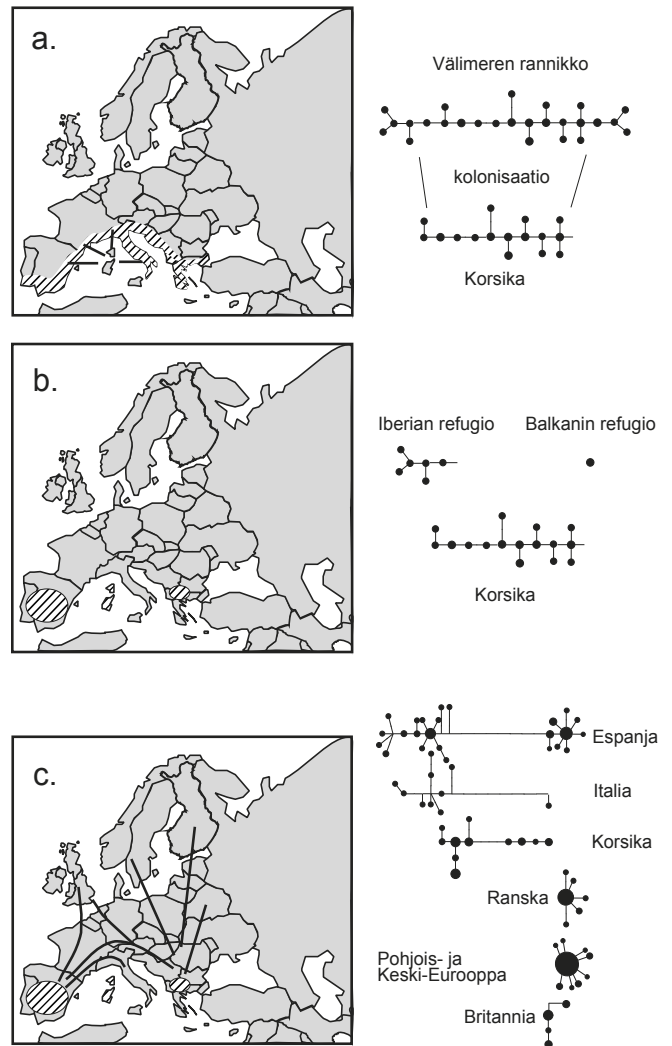 a.
Välimeren rannikko
kolonisaatio
Korsika
b.
Iberian refugio
Balkanin refugio
Korsika
c.
Espanja
Italia
Korsika
Ranska
Pohjois- ja
Keski-Eurooppa
Britannia